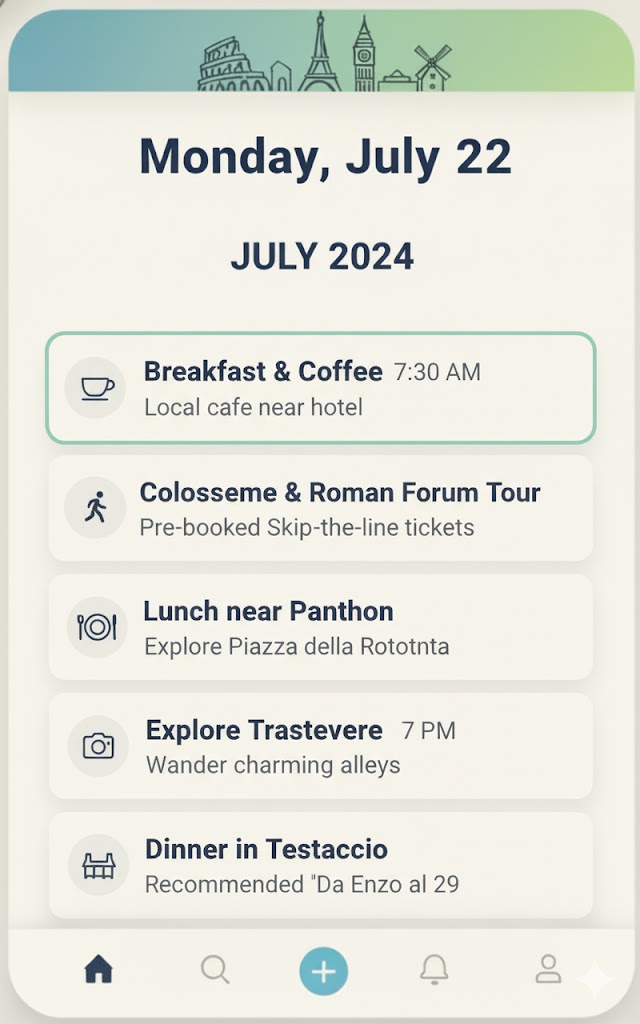 Monday, July 22
JULY 2024
Breakfast & Coffee 7:30 AM
Local cafe near hotel
Colosseme & Roman Forum Tour
Pre-booked Skip-the-line tickets
Lunch near Panthon
Explore Piazza della Rototnta
Explore Trastevere 7 PM
Wander charming alleys
Dinner in Testaccio
Recommended "Da Enzo al 29